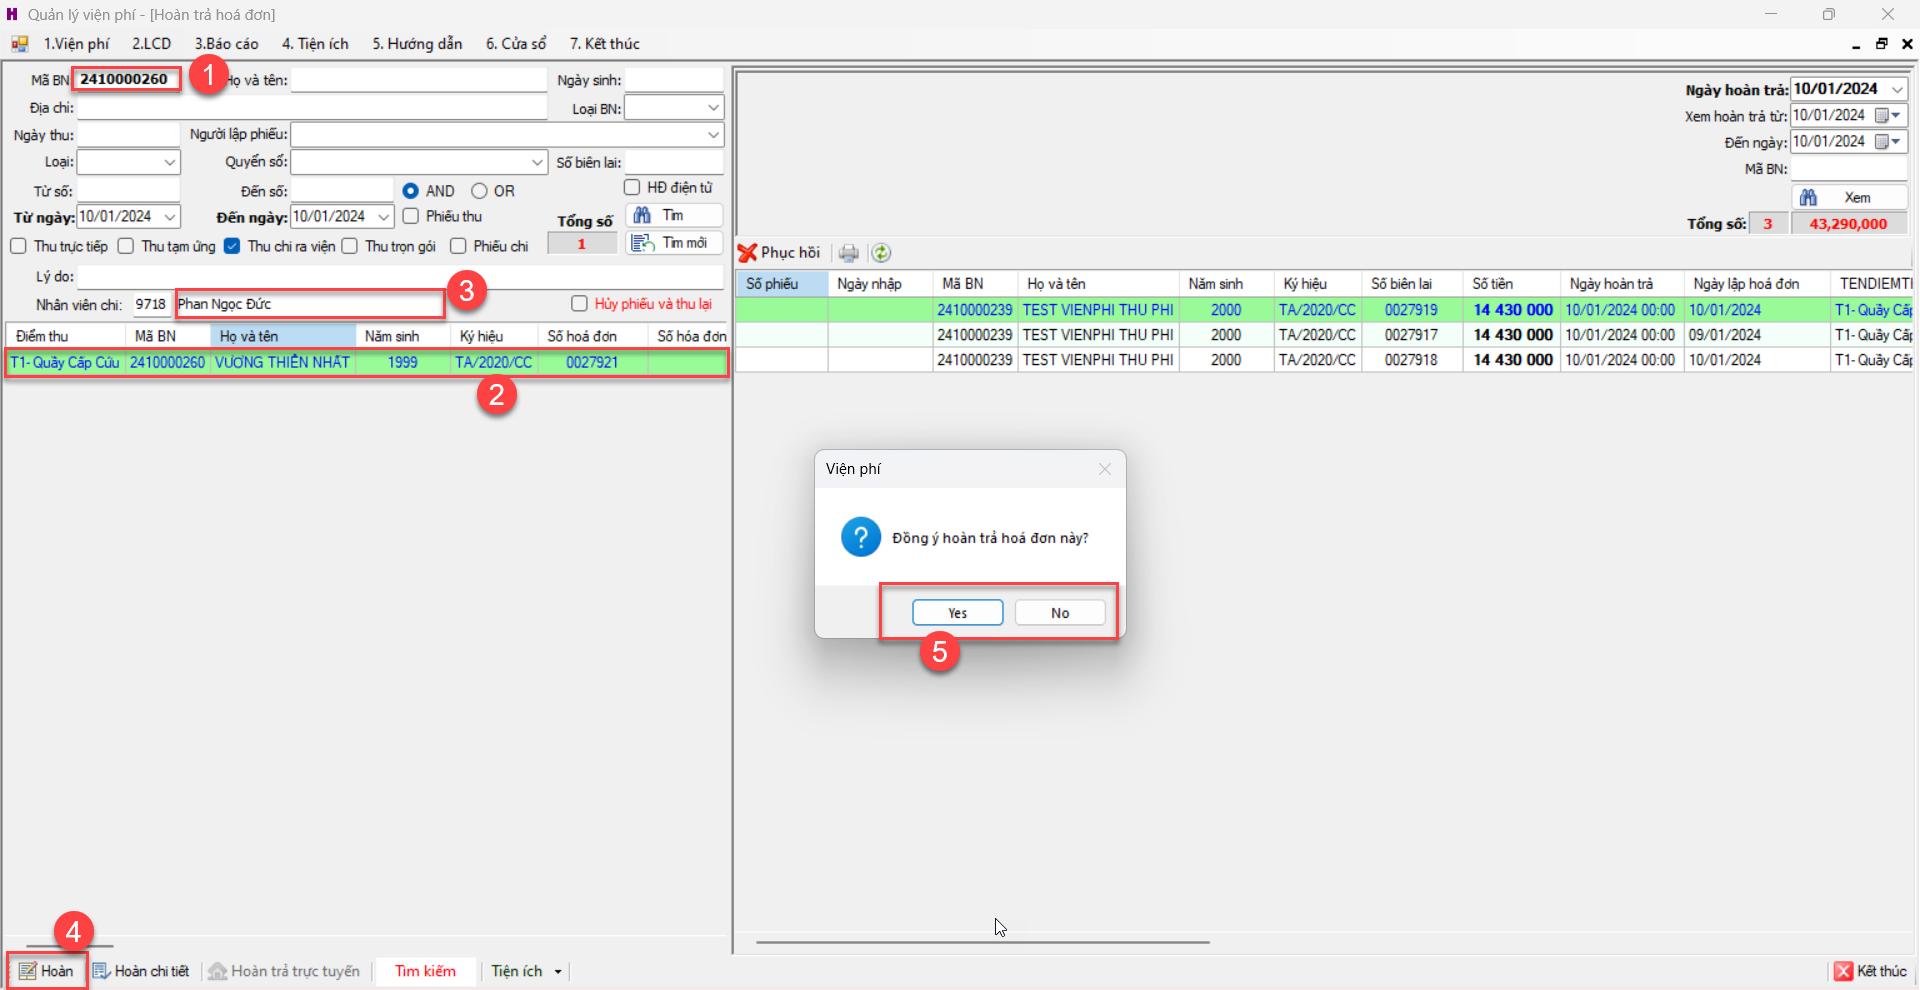 Quản lý viện phí - [Hoàn trả hoá đơn]
1.Viện phí 2.LCD 3.Báo cáo 4. Tiện ích 5. Hướng dẫn 6. Cửa sổ 7. Kết thúc
Mã BN: 2410000260 1 Họ và tên: Ngày sinh:
Địa chỉ: Loại BN:
Ngày thu: Người lập phiếu:
Loại: Quyển sổ: Số biên lai:
Từ số: Đến số: AND OR HĐ điện tử
Từ ngày: 10/01/2024 Đến ngày: 10/01/2024 Phiếu thu Tổng số Tìm
Thu trực tiếp Thu tạm ứng Thu chi ra viện Thu trọn gói Phiếu chi 1 Tìm mới
Lý do:
Nhân viên chi: 9718 Phan Ngọc Đức 3 Hủy phiếu và thu lại
Điểm thu Mã BN Họ và tên Năm sinh Ký hiệu Số hoá đơn Số hóa đơn
T1- Quầy Cấp Cứu 2410000260 VƯƠNG THIÊN NHẤT 1999 TA/2020/CC 0027921
2
Ngày hoàn trả: 10/01/2024
Xem hoàn trả từ: 10/01/2024
Đến ngày: 10/01/2024
Mã BN:
Xem
Tổng số: 3 43,290,000
Phục hồi
Số phiếu Ngày nhập Mã BN Họ và tên Năm sinh Ký hiệu Số biên lai Số tiền Ngày hoàn trả Ngày lập hoá đơn TENDIEMTH
2410000239 TEST VIENPHI THU PHI 2000 TA/2020/CC 0027919 14 430 000 10/01/2024 00:00 10/01/2024 T1- Quầy Cấp
2410000239 TEST VIENPHI THU PHI 2000 TA/2020/CC 0027917 14 430 000 10/01/2024 00:00 09/01/2024 T1- Quầy Cấp
2410000239 TEST VIENPHI THU PHI 2000 TA/2020/CC 0027918 14 430 000 10/01/2024 00:00 10/01/2024 T1- Quầy Cấp
Viện phí
Đồng ý hoàn trả hoá đơn này?
Yes No
5
4
Hoàn Hoàn chi tiết Hoàn trả trực tuyến Tìm kiếm Tiện ích Kết thúc